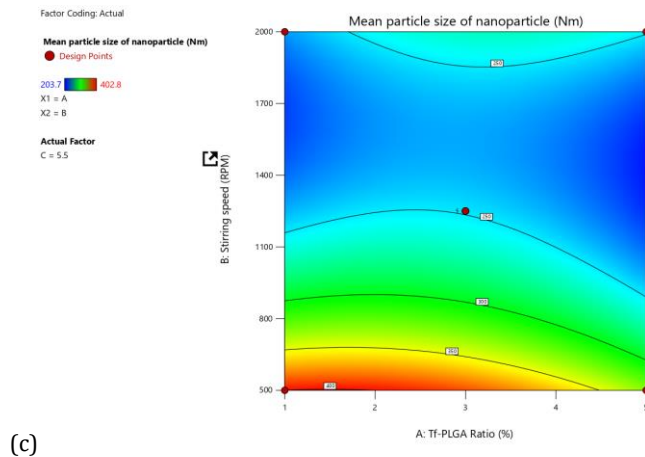 Factor Coding: Actual
Mean particle size of nanoparticle (Nm)
Design Points
203.7 402.8
X1 = A
X2 = B
Actual Factor
C = 5.5
(c)
Mean particle size of nanoparticle (Nm)
B: Stirring speed (RPM)
2000
1700
1400
1100
800
500
250
250
300
350
400
1 2 3 4 5
A: Tf-PLGA Ratio (%)